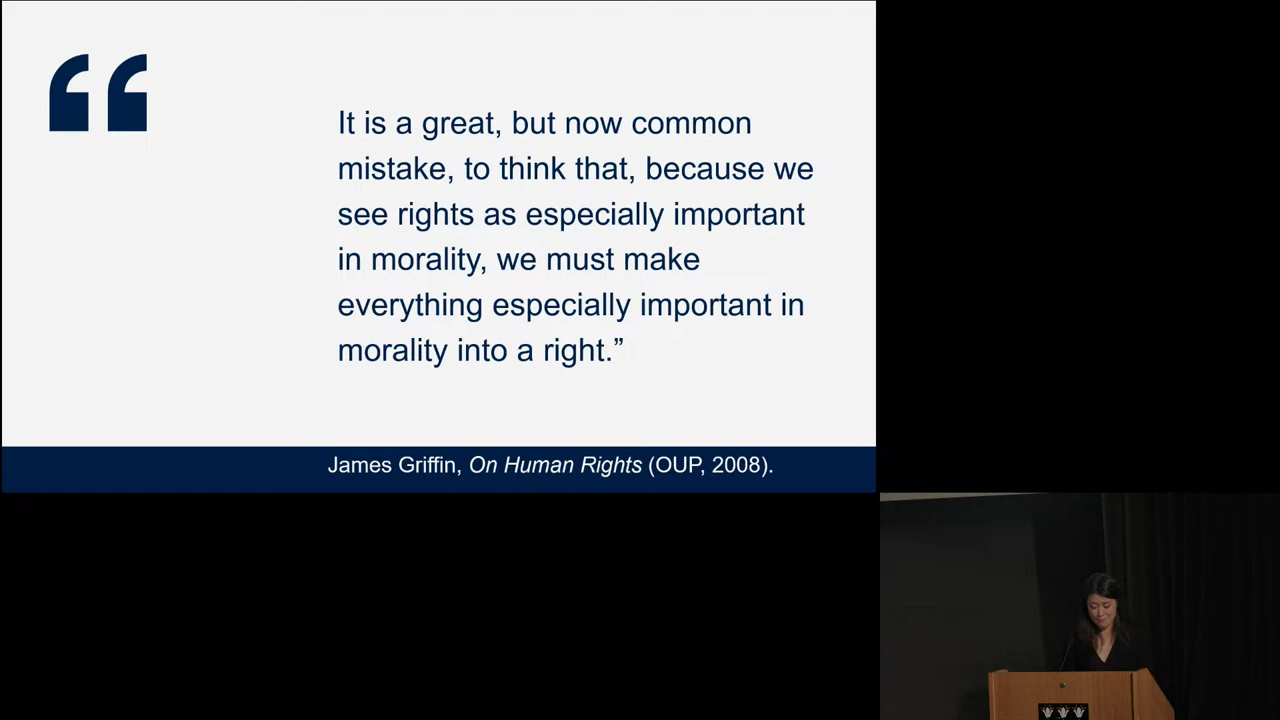 “
It is a great, but now common
mistake, to think that, because we
see rights as especially important
in morality, we must make
everything especially important in
morality into a right.”
James Griffin, On Human Rights (OUP, 2008).